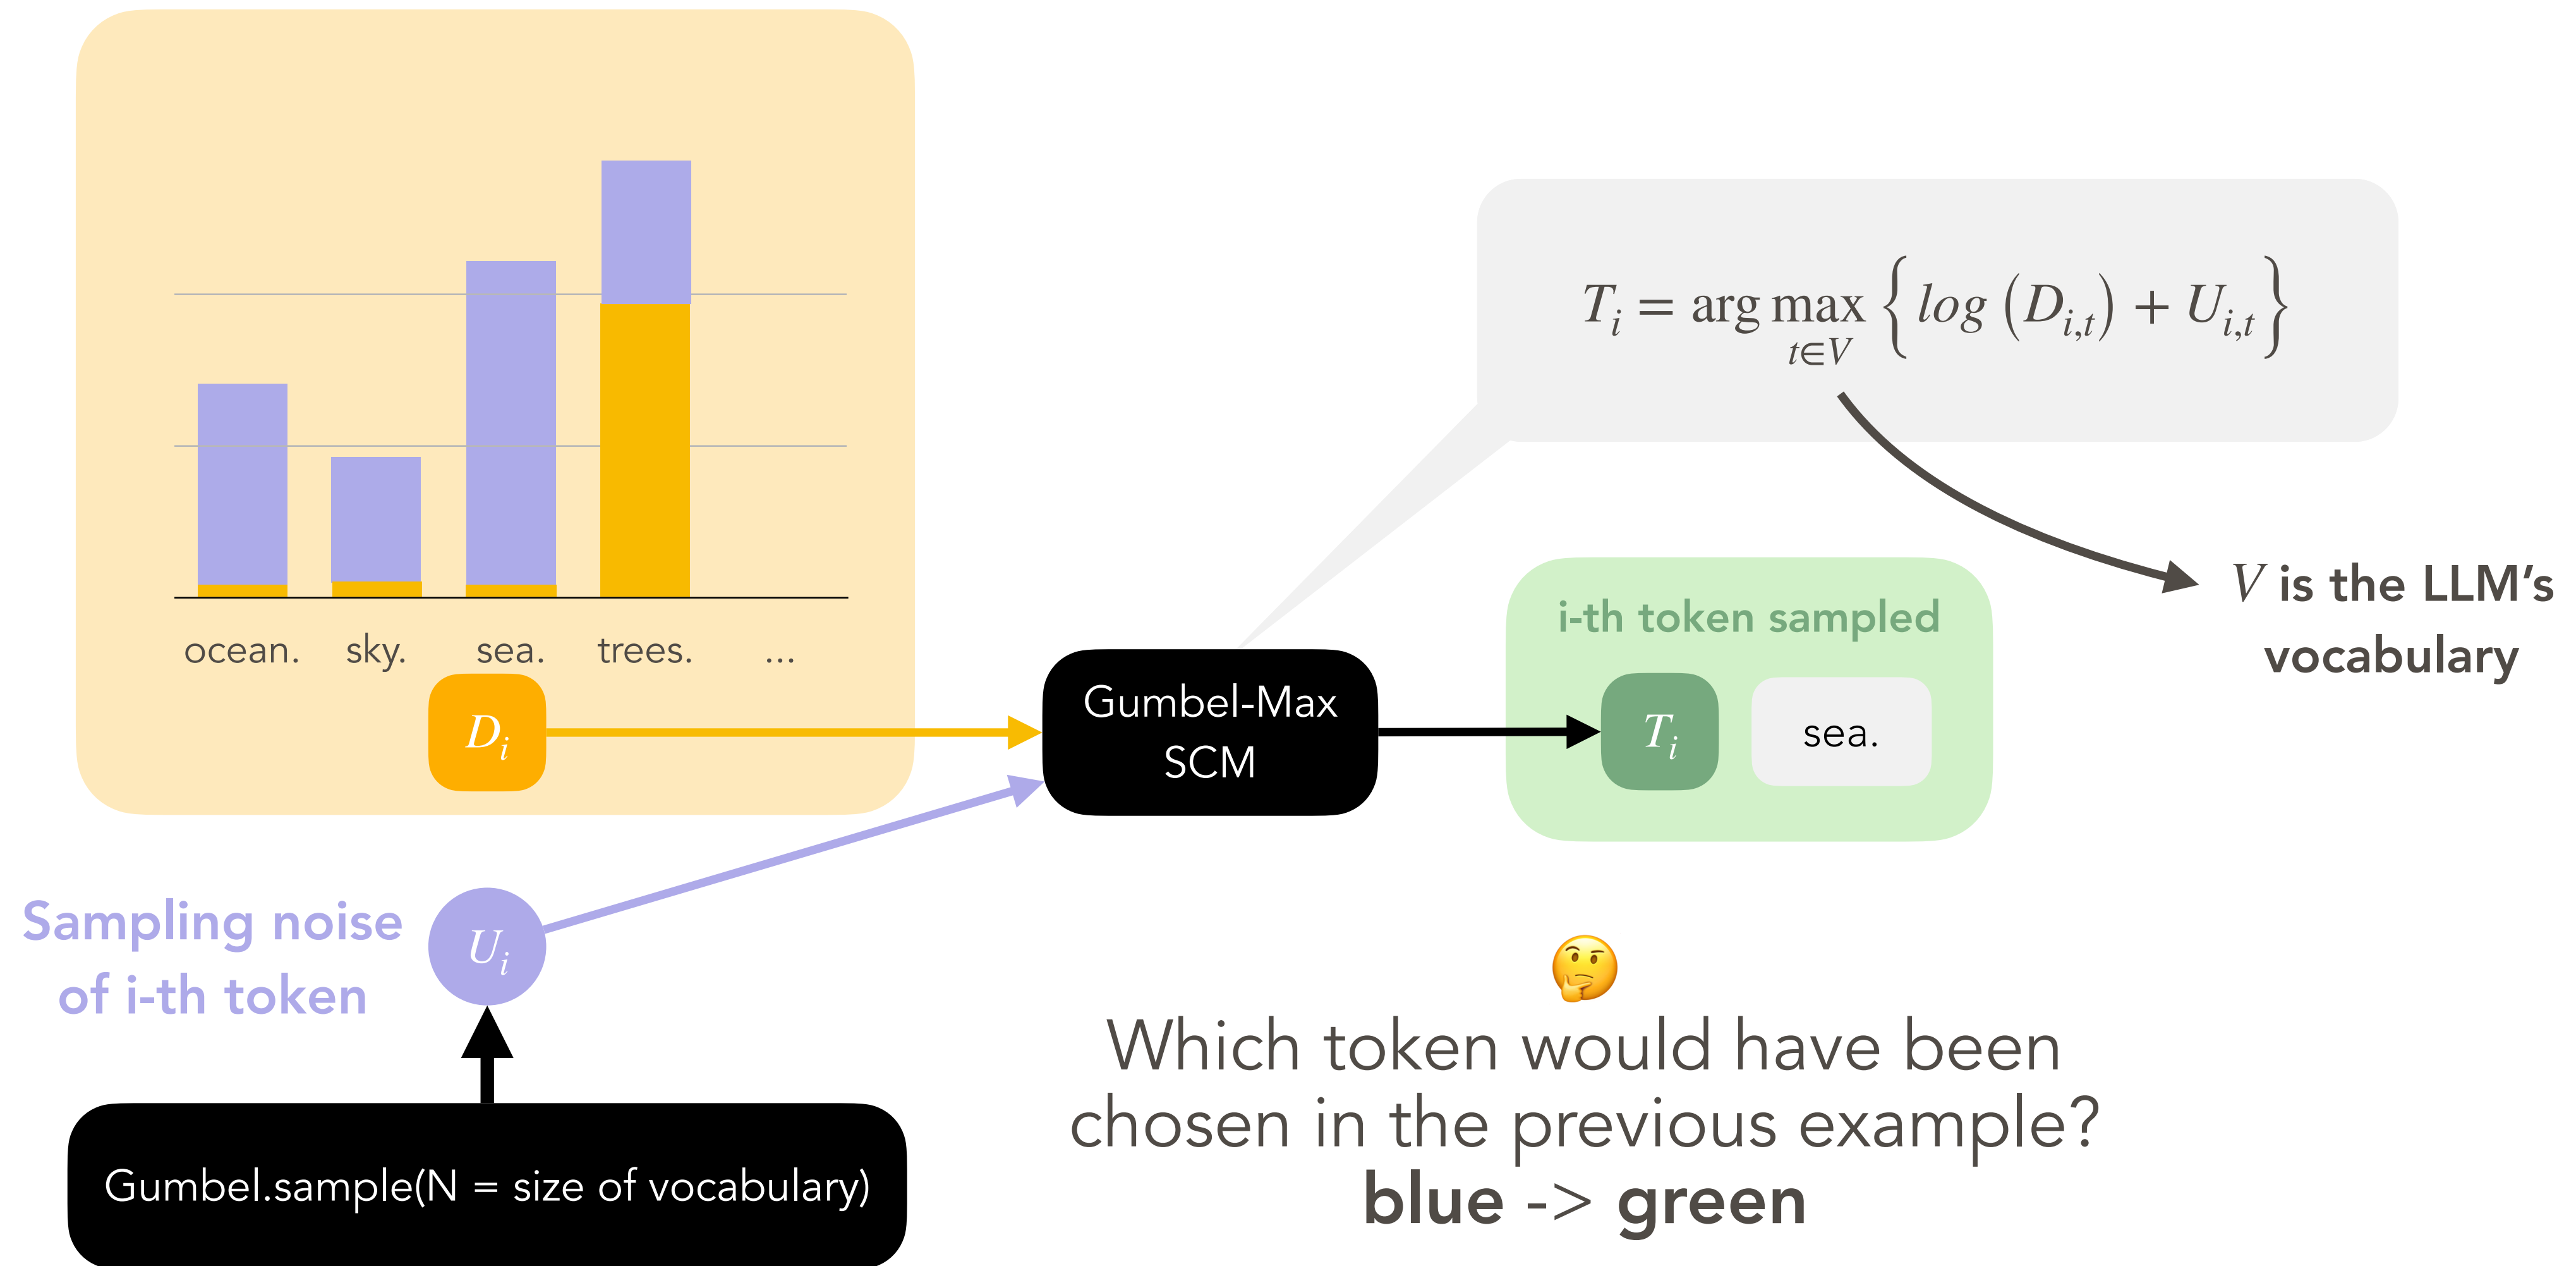 ocean. sky. sea. trees. ...
D_i
Sampling noise
of i-th token
U_i
Gumbel.sample(N = size of vocabulary)
Gumbel-Max
SCM
T_i = arg max_{t∈V} { log (D_{i,t}) + U_{i,t} }
V is the LLM's
vocabulary
i-th token sampled
T_i sea.
Which token would have been
chosen in the previous example?
blue -> green